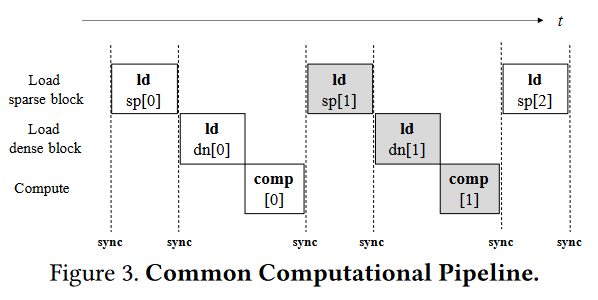 t
Load
sparse block
ld
sp[0]
ld
sp[1]
ld
sp[2]
Load
dense block
ld
dn[0]
ld
dn[1]
Compute
comp
[0]
comp
[1]
sync sync sync sync sync sync
Figure 3. Common Computational Pipeline.